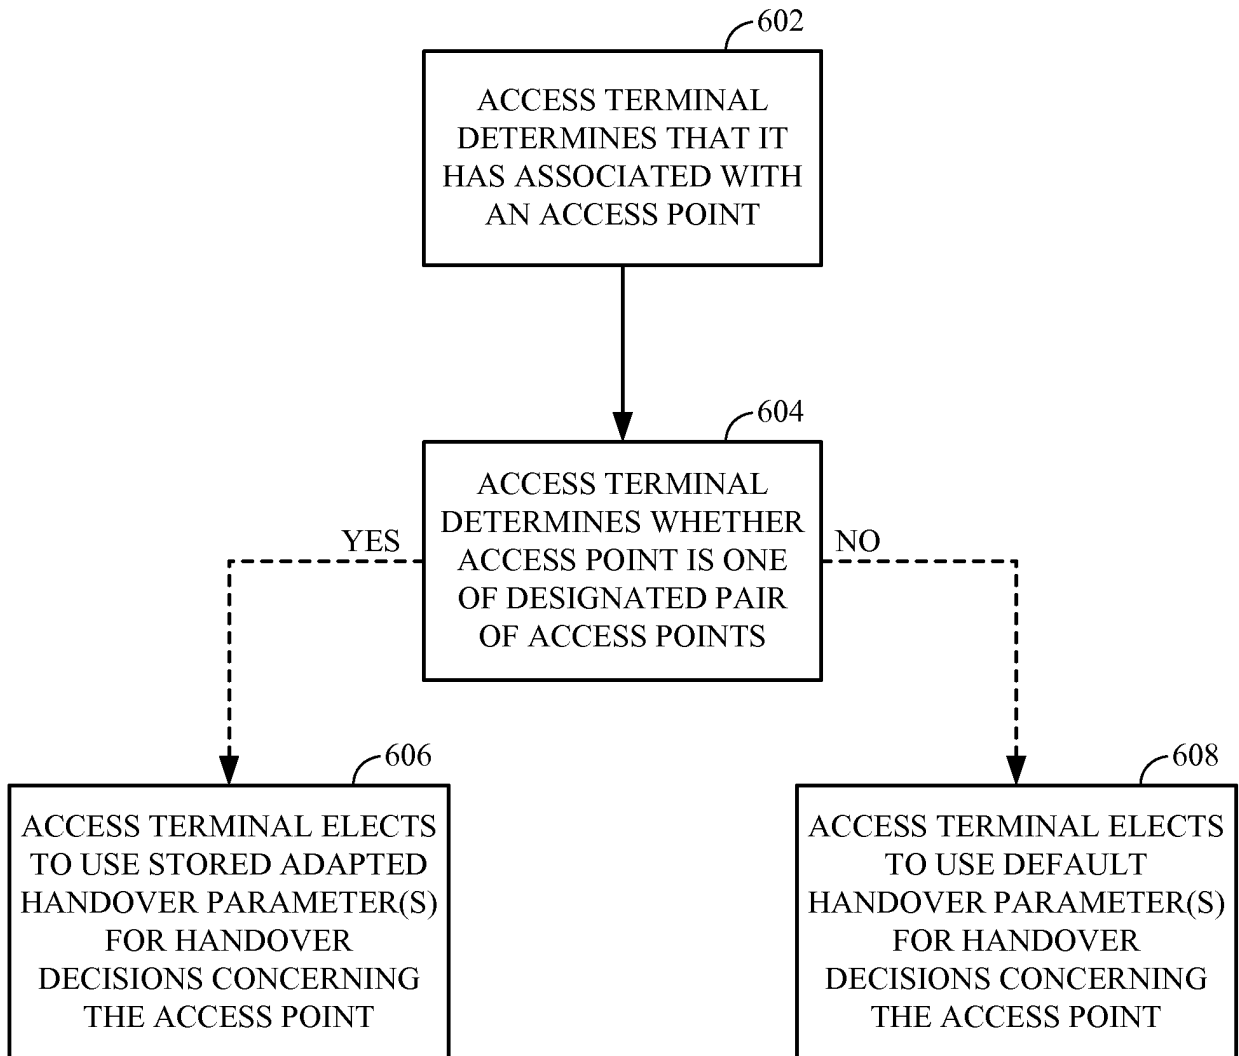 602
ACCESS TERMINAL
DETERMINES THAT IT
HAS ASSOCIATED WITH
AN ACCESS POINT
604
ACCESS TERMINAL
DETERMINES WHETHER
ACCESS POINT IS ONE
OF DESIGNATED PAIR
OF ACCESS POINTS
YES
NO
606
ACCESS TERMINAL ELECTS
TO USE STORED ADAPTED
HANDOVER PARAMETER(S)
FOR HANDOVER
DECISIONS CONCERNING
THE ACCESS POINT
608
ACCESS TERMINAL ELECTS
TO USE DEFAULT
HANDOVER PARAMETER(S)
FOR HANDOVER
DECISIONS CONCERNING
THE ACCESS POINT